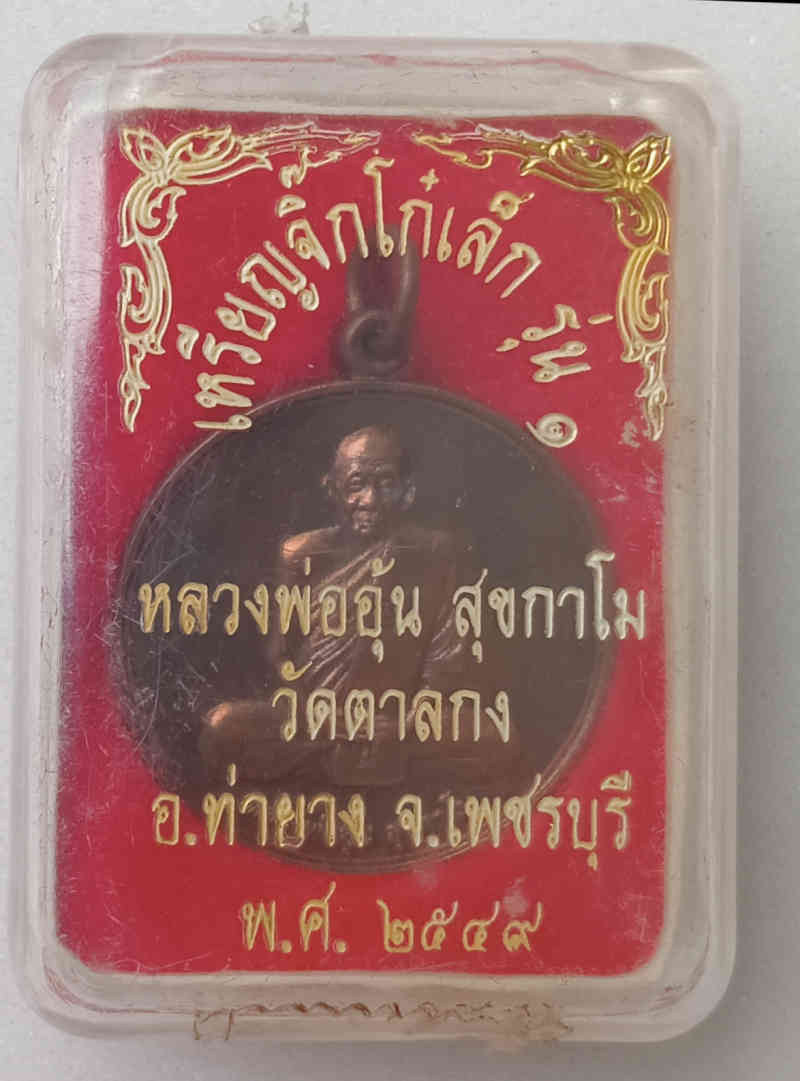 เหรียญจิ๊กโก๋เล็ก รุ่น ๑
หลวงพ่ออุ้น สุขกาโม
วัดตาลกง
อ.ท่ายาง จ.เพชรบุรี
พ.ศ. ๒๕๔๙